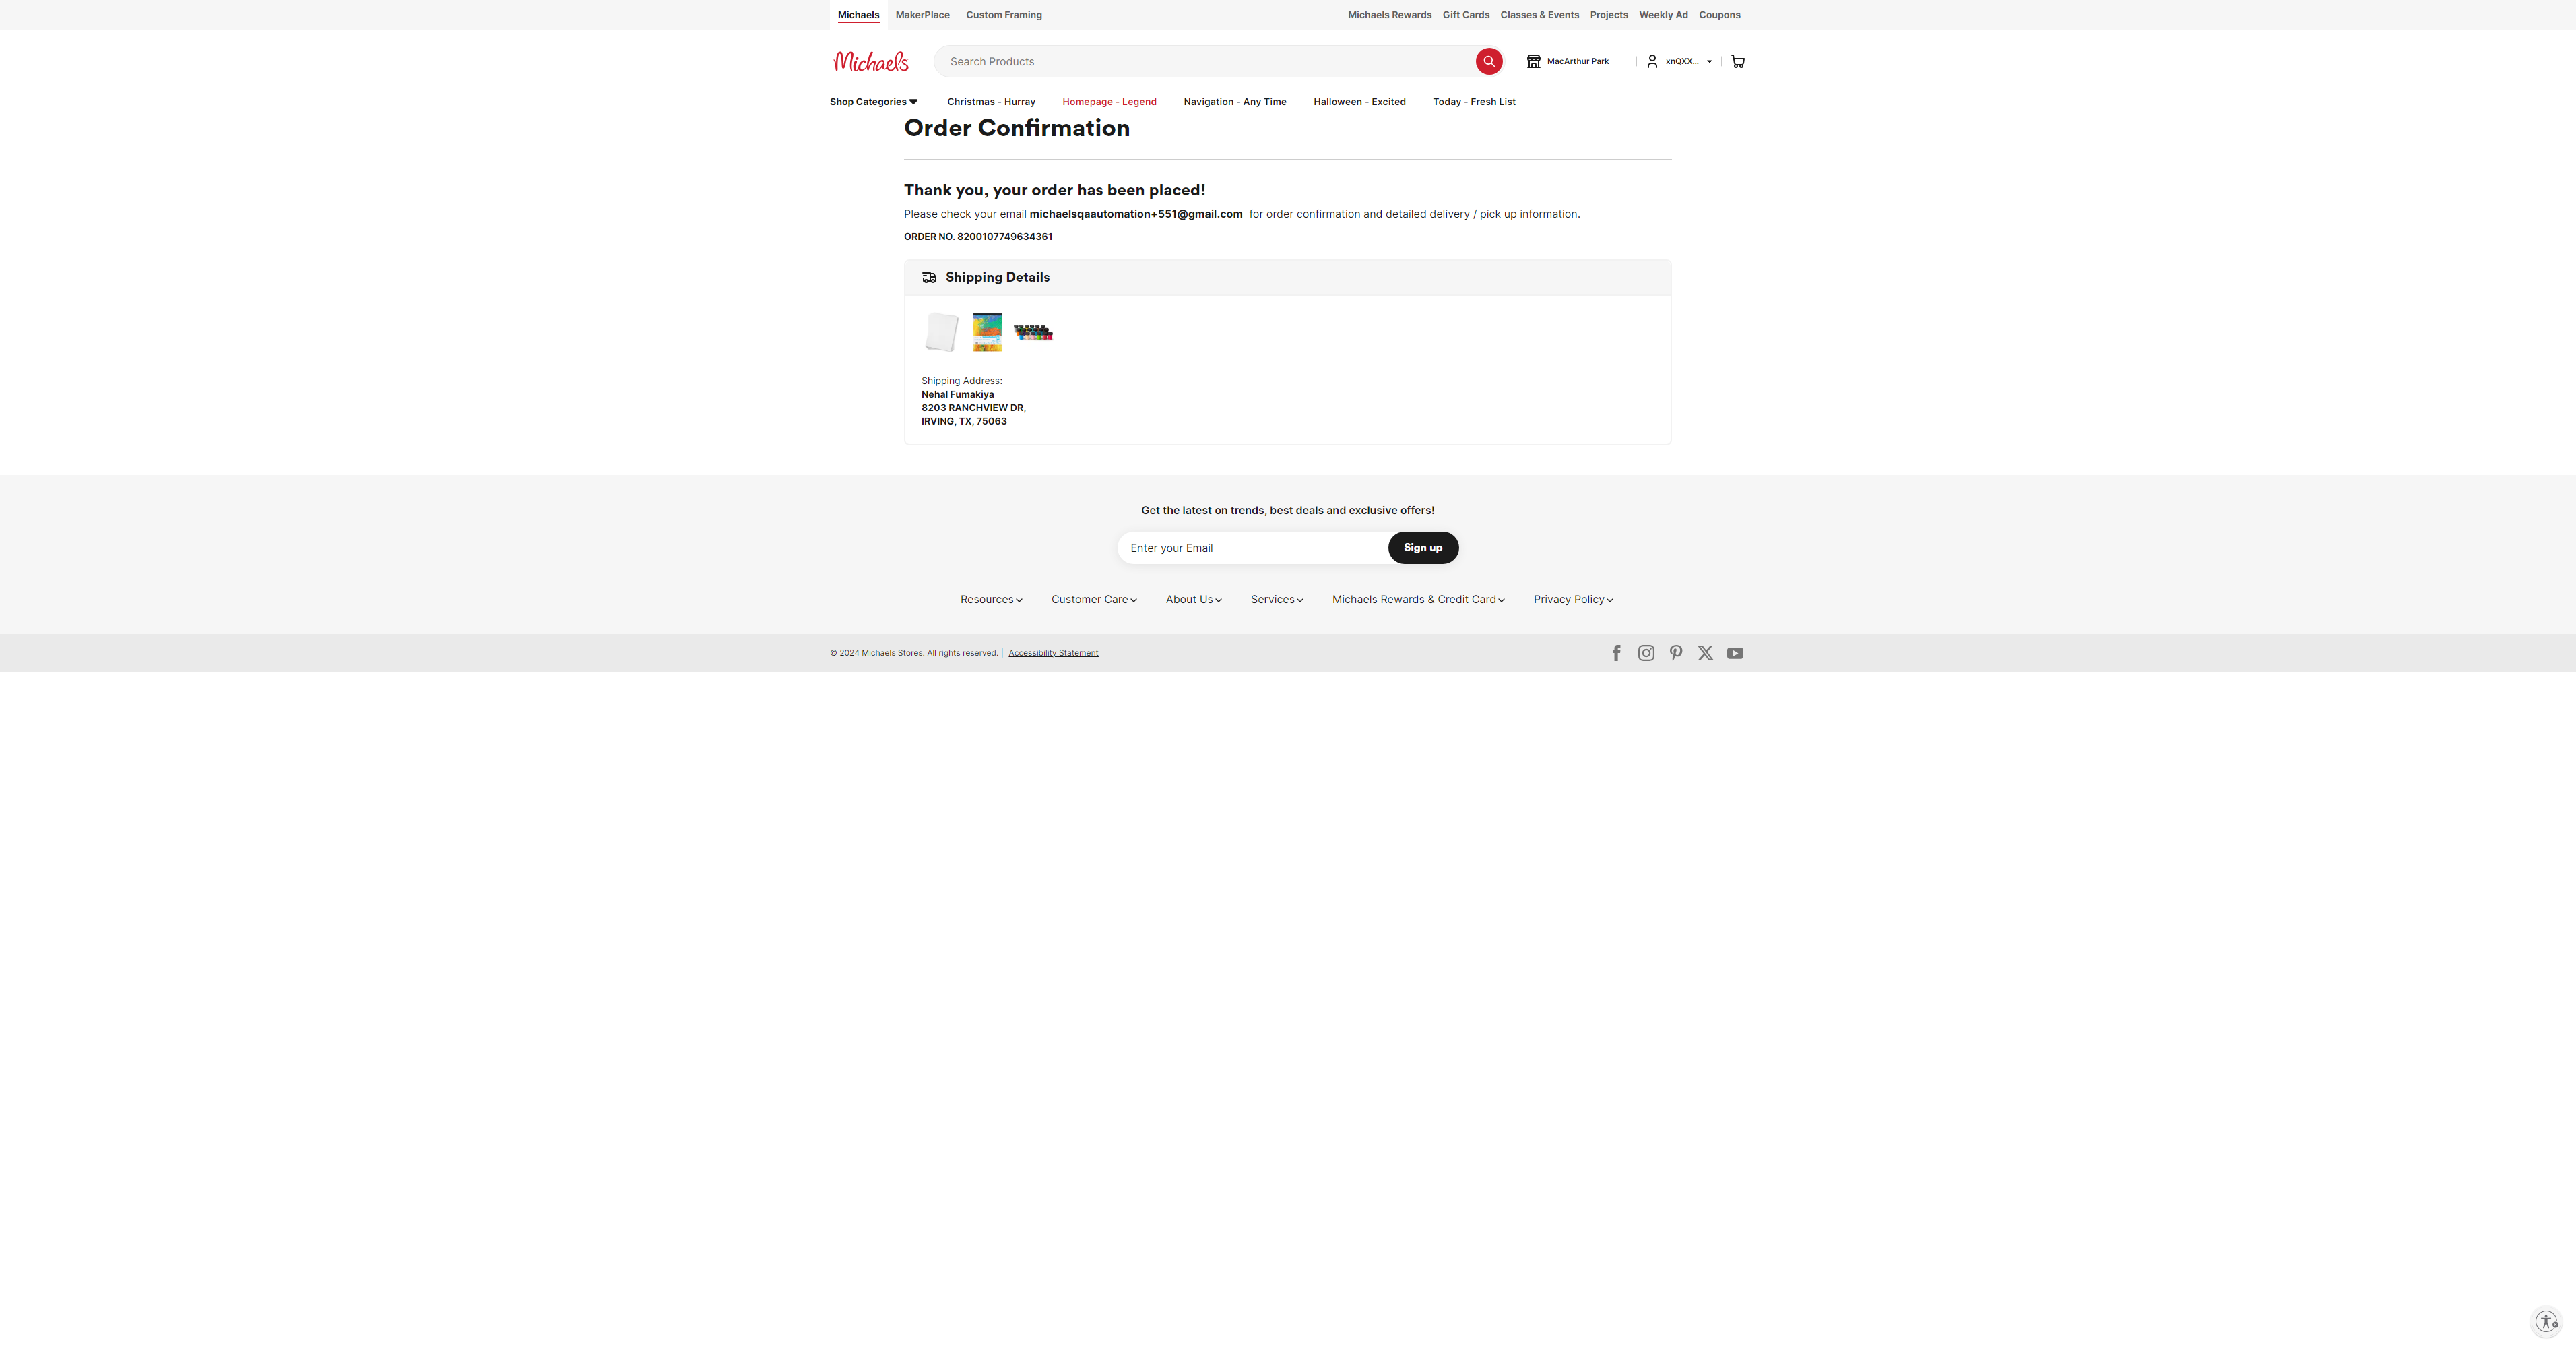 Michaels MakerPlace Custom Framing Michaels Rewards Gift Cards Classes & Events Projects Weekly Ad Coupons
Michaels Search Products MacArthur Park | xnQXX... |
Shop Categories Christmas - Hurray Homepage - Legend Navigation - Any Time Halloween - Excited Today - Fresh List
Order Confirmation
Thank you, your order has been placed!
Please check your email michaelsqaautomation+551@gmail.com for order confirmation and detailed delivery / pick up information.
ORDER NO. 8200107749634361
Shipping Details
Shipping Address:
Nehal Fumakiya
8203 RANCHVIEW DR,
IRVING, TX, 75063
Get the latest on trends, best deals and exclusive offers!
Enter your Email Sign up
Resources Customer Care About Us Services Michaels Rewards & Credit Card Privacy Policy
© 2024 Michaels Stores. All rights reserved. | Accessibility Statement